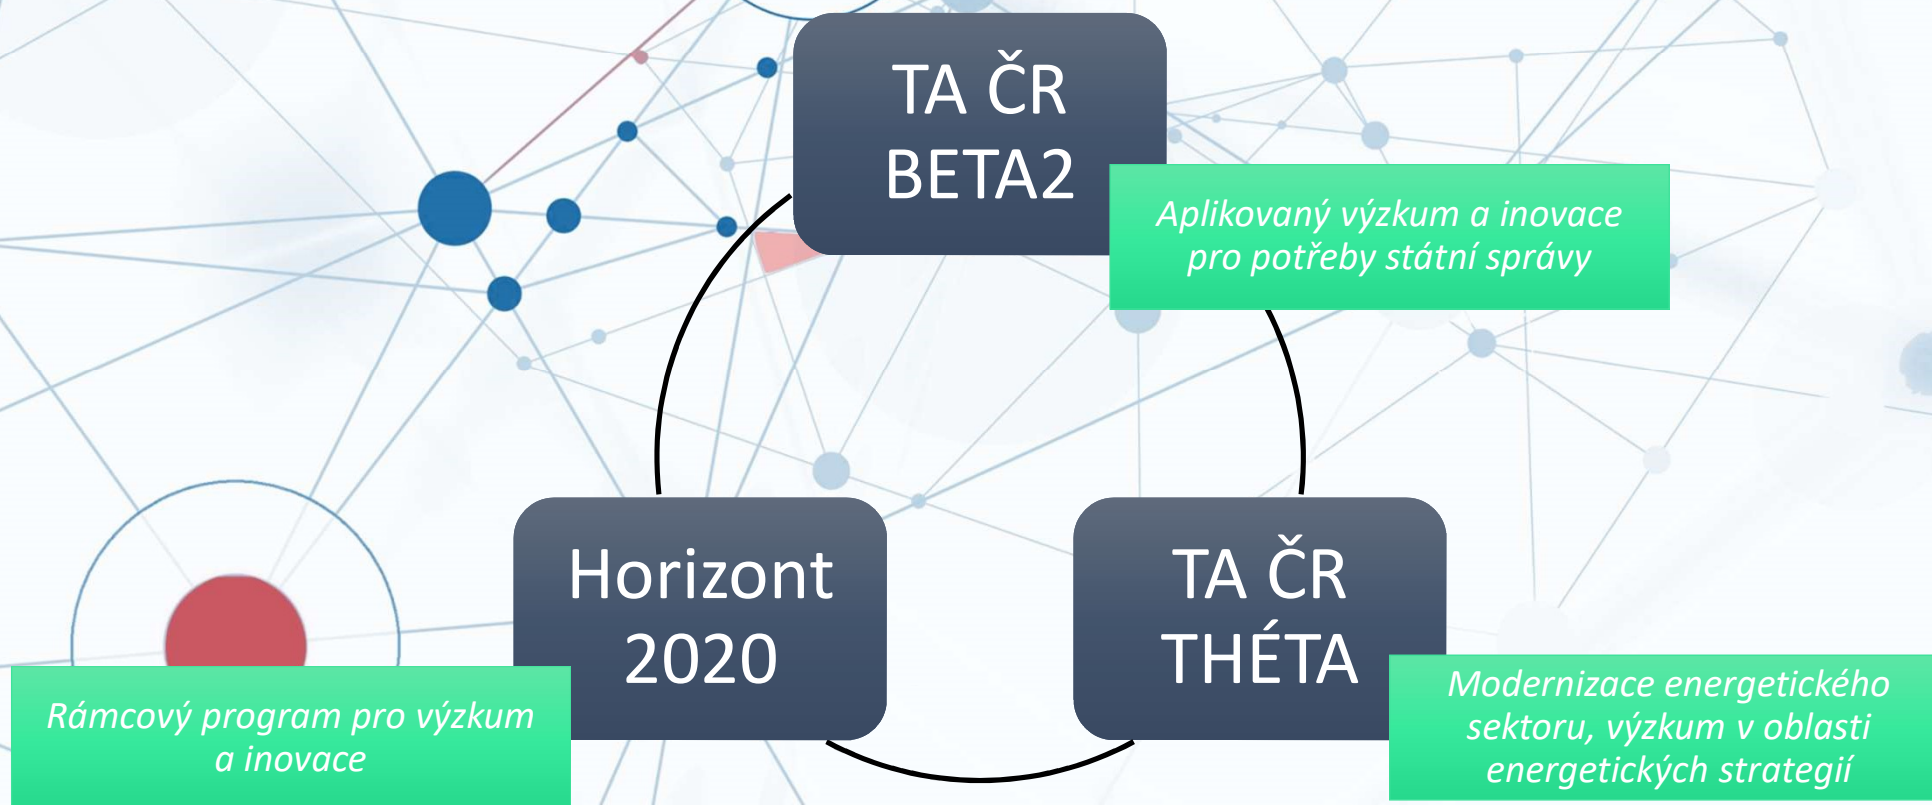 TA ČR
BETA2
Aplikovaný výzkum a inovace
pro potřeby státní správy
Horizont
2020
Rámcový program pro výzkum
a inovace
TA ČR
THÉTA
Modernizace energetického
sektoru, výzkum v oblasti
energetických strategií